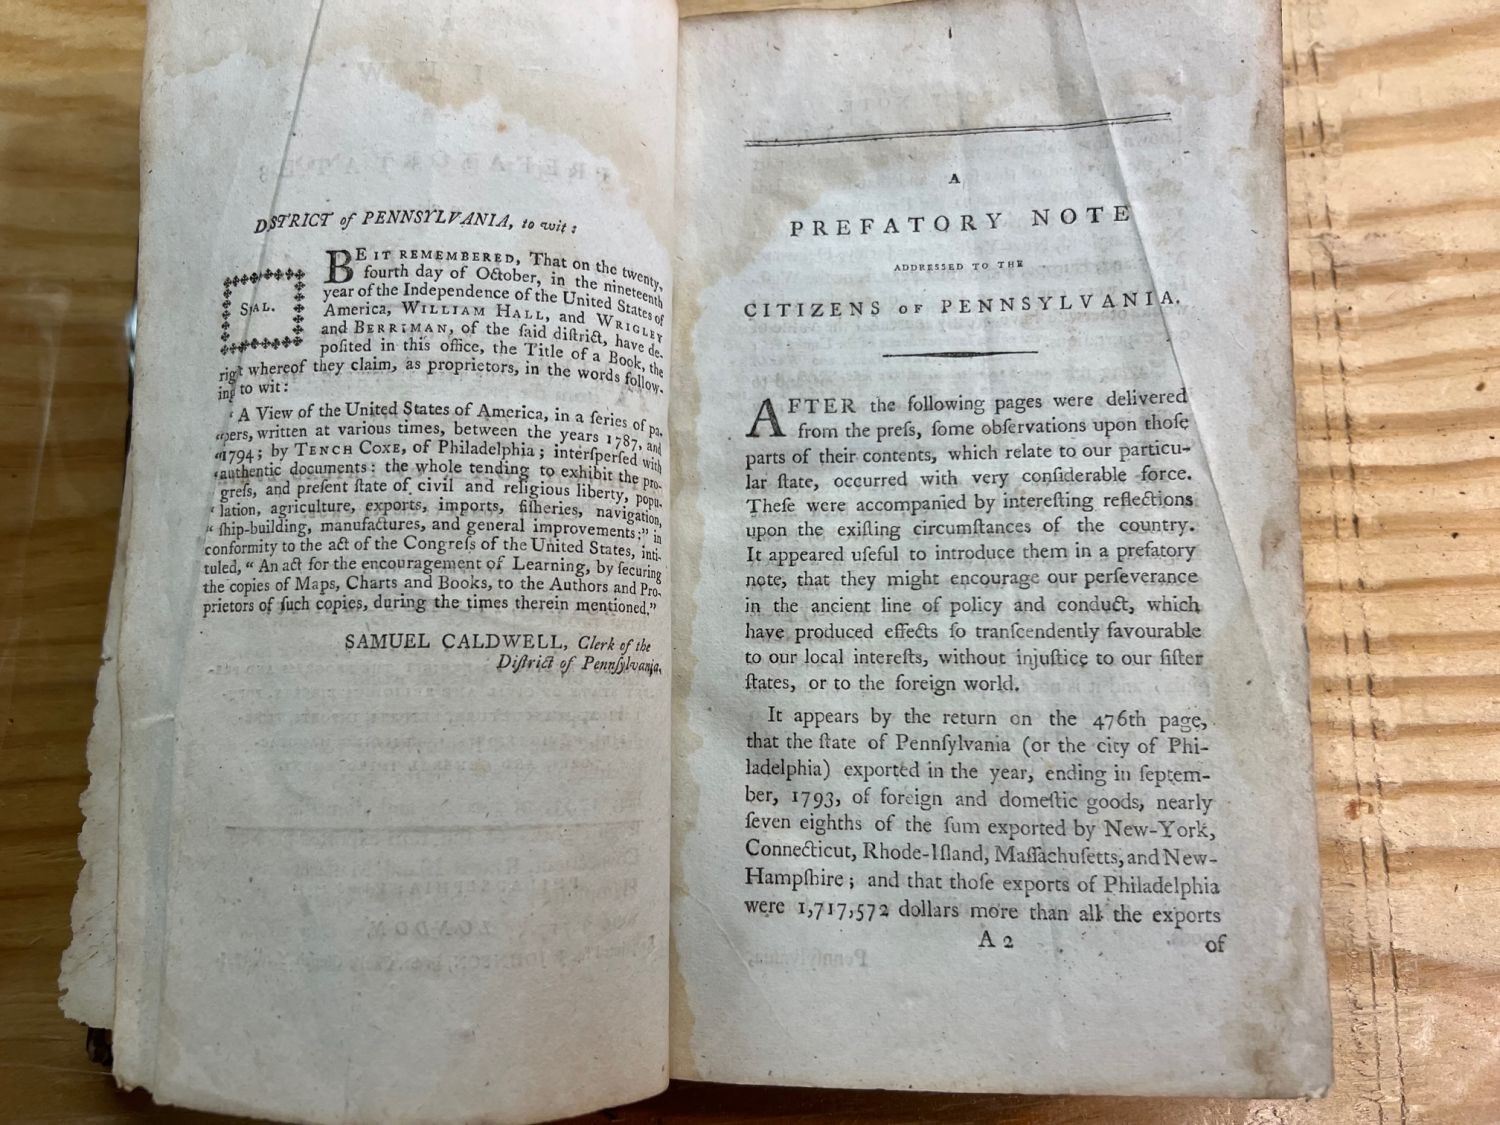 DSTRICT of PENNSYLVANIA, to wit:
SAL.
BE IT REMEMBERED, That on the twenty,
fourth day of October, in the nineteenth
year of the Independence of the United States of
America, WILLIAM HALL, and WRIGLEY
and BERRIMAN, of the ſaid diſtrict, have de-
poſited in this office, the Title of a Book, the
right whereof they claim, as proprietors, in the words follow-
ing to wit:
‘A View of the United States of America, in a ſeries of pa-
“pers, written at various times, between the years 1787, and
“1794; by TENCH COXE, of Philadelphia; interſperſed with
‘authentic documents: the whole tending to exhibit the pro-
greſs, and preſent ſtate of civil and religious liberty, popu-
‘lation, agriculture, exports, imports, fiſheries, navigation,
“ſhip-building, manufactures, and general improvements;” in
conformity to the act of the Congreſs of the United States, inti-
tuled, “An act for the encouragement of Learning, by ſecuring
the copies of Maps, Charts and Books, to the Authors and Pro-
prietors of ſuch copies, during the times therein mentioned.”
SAMUEL CALDWELL, Clerk of the
Diſtrict of Pennſylvania,
A
PREFATORY NOTE
ADDRESSED TO THE
CITIZENS OF PENNSYLVANIA.
AFTER the following pages were delivered
from the preſs, ſome obſervations upon thoſe
parts of their contents, which relate to our particu-
lar ſtate, occurred with very conſiderable force.
Theſe were accompanied by intereſting reflections
upon the exiſting circumſtances of the country.
It appeared uſeful to introduce them in a prefatory
note, that they might encourage our perſeverance
in the ancient line of policy and conduct, which
have produced effects ſo tranſcendently favourable
to our local intereſts, without injuſtice to our ſiſter
ſtates, or to the foreign world.
It appears by the return on the 476th page,
that the ſtate of Pennſylvania (or the city of Phi-
ladelphia) exported in the year, ending in ſeptem-
ber, 1793, of foreign and domeſtic goods, nearly
ſeven eighths of the ſum exported by New-York,
Connecticut, Rhode-Iſland, Maſſachuſetts, and New-
Hampſhire; and that thoſe exports of Philadelphia
were 1,717,572 dollars more than all the exports
A 2
of